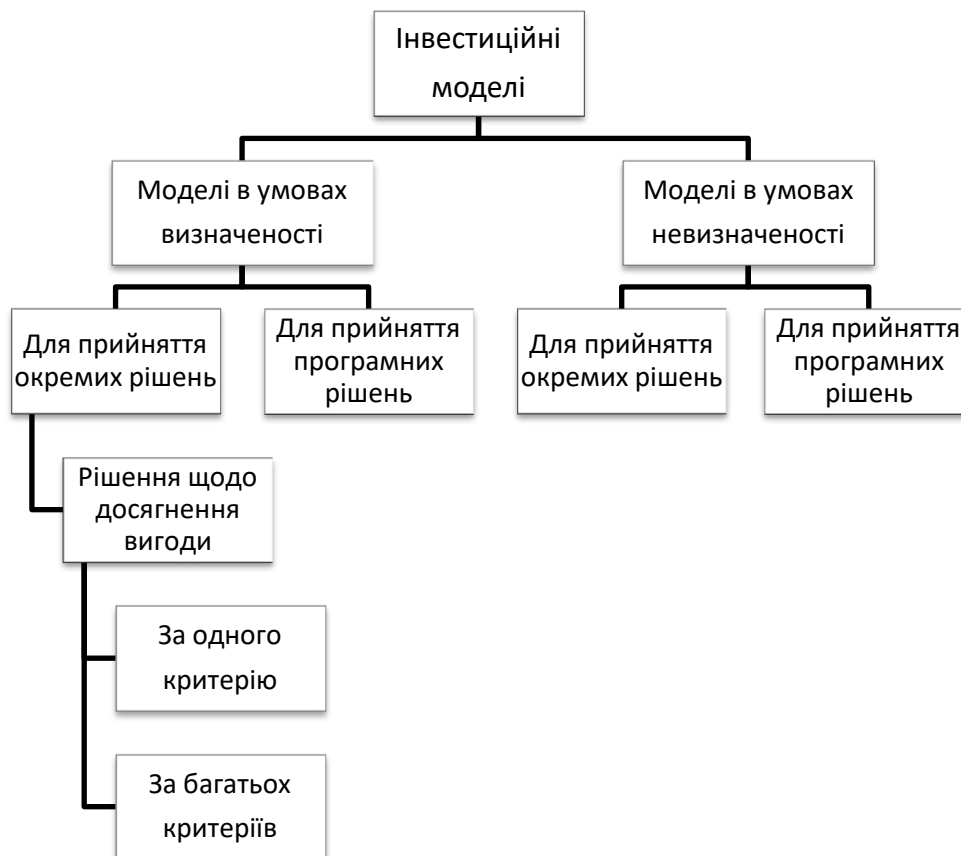 Інвестиційні
моделі
Моделі в умовах
визначеності
Моделі в умовах
невизначеності
Для прийняття
окремих рішень
Для прийняття
програмних
рішень
Для прийняття
окремих рішень
Для прийняття
програмних
рішень
Рішення щодо
досягнення
вигоди
За одного
критерію
За багатьох
критеріїв